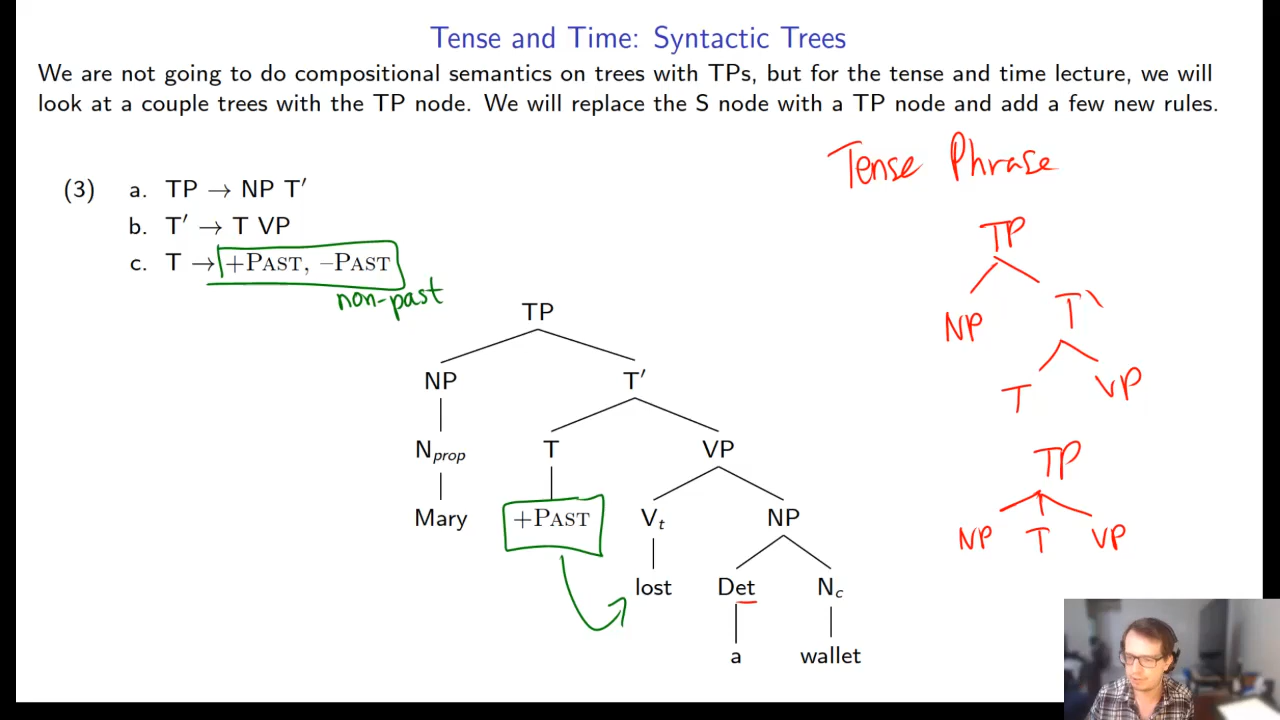 Tense and Time: Syntactic Trees
We are not going to do compositional semantics on trees with TPs, but for the tense and time lecture, we will
look at a couple trees with the TP node. We will replace the S node with a TP node and add a few new rules.
Tense Phrase
(3) a. TP → NP T′
b. T′ → T VP
c. T → +PAST, –PAST
non-past
TP
NP T′
Nprop T VP
Mary +PAST Vt NP
lost Det Nc
a wallet
TP
NP T'
T VP
TP
NP T VP